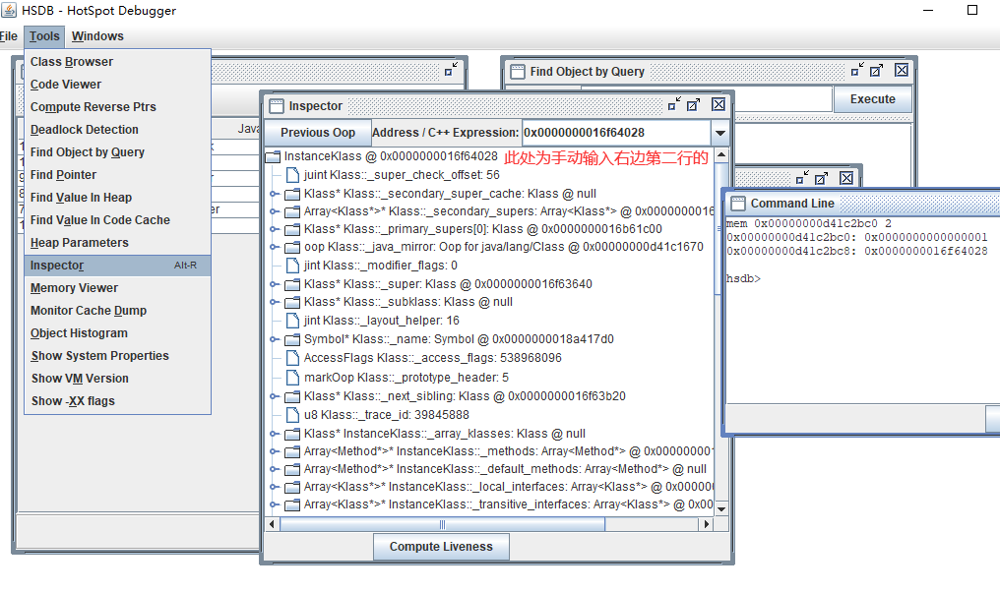 HSDB - HotSpot Debugger
File Tools Windows
Class Browser
Code Viewer
Compute Reverse Ptrs
Deadlock Detection
Find Object by Query
Find Pointer
Find Value In Heap
Find Value In Code Cache
Heap Parameters
Inspector Alt-R
Memory Viewer
Monitor Cache Dump
Object Histogram
Show System Properties
Show VM Version
Show -XX flags
Java
Find Object by Query
Execute
Inspector
Previous Oop Address / C++ Expression: 0x0000000016f64028
InstanceKlass @ 0x0000000016f64028 此处为手动输入右边第二行的
juint Klass::_super_check_offset: 56
Klass* Klass::_secondary_super_cache: Klass @ null
Array<Klass*>* Klass::_secondary_supers: Array<Klass*> @ 0x000000001
Klass* Klass::_primary_supers[0]: Klass @ 0x0000000016b61c00
oop Klass::_java_mirror: Oop for java/lang/Class @ 0x00000000d41c1670
jint Klass::_modifier_flags: 0
Klass* Klass::_super: Klass @ 0x0000000016f63640
Klass* Klass::_subklass: Klass @ null
jint Klass::_layout_helper: 16
Symbol* Klass::_name: Symbol @ 0x0000000018a417d0
AccessFlags Klass::_access_flags: 538968096
markOop Klass::_prototype_header: 5
Klass* Klass::_next_sibling: Klass @ 0x0000000016f63b20
u8 Klass::_trace_id: 39845888
Klass* InstanceKlass::_array_klasses: Klass @ null
Array<Method*>* InstanceKlass::_methods: Array<Method*> @ 0x000000001
Array<Method*>* InstanceKlass::_default_methods: Array<Method*> @ null
Array<Klass*>* InstanceKlass::_local_interfaces: Array<Klass*> @ 0x00000
Array<Klass*>* InstanceKlass::_transitive_interfaces: Array<Klass*> @ 0x00
Compute Liveness
Command Line
mem 0x00000000d41c2bc0 2
0x00000000d41c2bc0: 0x0000000000000001
0x00000000d41c2bc8: 0x0000000016f64028
hsdb>